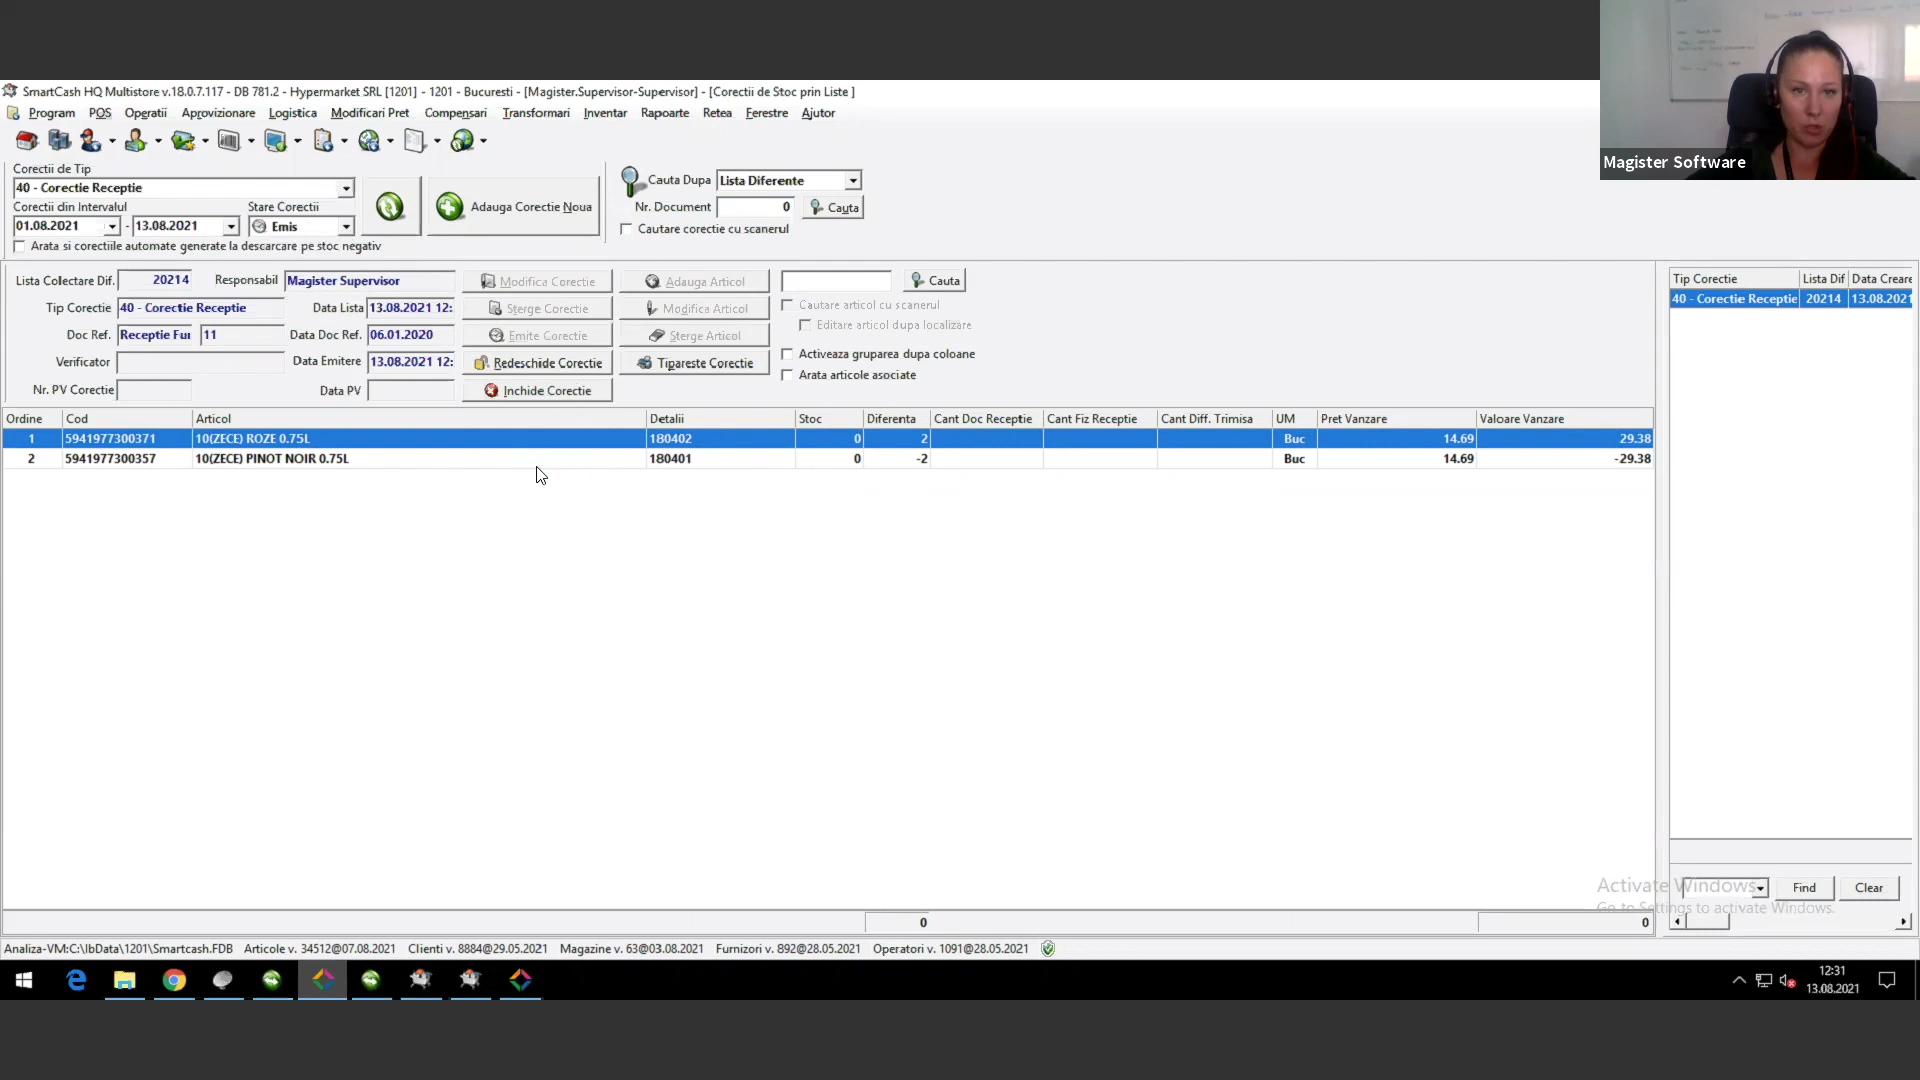 SmartCash HQ Multistore v.18.0.7.117 - DB 781.2 - Hypermarket SRL [1201] - 1201 - Bucuresti - [Magister.Supervisor-Supervisor] - [Corectii de Stoc prin Liste ]
Program POS Operatii Aprovizionare Logistica Modificari Pret Compensari Transformari Inventar Rapoarte Retea Ferestre Ajutor
Magister Software
Corectii de Tip
40 - Corectie Receptie
Corectii din Intervalul Stare Corectii
01.08.2021 - 13.08.2021 Emis
Arata si corectiile automate generate la descarcare pe stoc negativ
Adauga Corectie Noua
Cauta Dupa Lista Diferente
Nr. Document 0 Cauta
Cautare corectie cu scanerul
Lista Collectare Dif. 20214 Responsabil Magister Supervisor Modifica Corectie Adauga Articol Cauta
Tip Corectie 40 - Corectie Receptie Data Lista 13.08.2021 12: Sterge Corectie Modifica Articol Cautare articol cu scanerul
Editare articol dupa localizare
Doc Ref. Receptie Fur 11 Data Doc Ref. 06.01.2020 Emite Corectie Sterge Articol
Verificator Data Emitere 13.08.2021 12: Redeschide Corectie Tipareste Corectie Activeaza gruparea dupa coloane
Arata articole asociate
Nr. PV Corectie Data PV Inchide Corectie
Ordine Cod Articol Detalii Stoc Diferenta Cant Doc Receptie Cant Fiz Receptie Cant Diff. Trimisa UM Pret Vanzare Valoare Vanzare
1 5941977300371 10(ZECE) ROZE 0.75L 180402 0 2 Buc 14.69 29.38
2 5941977300357 10(ZECE) PINOT NOIR 0.75L 180401 0 -2 Buc 14.69 -29.38
0 0
Tip Corectie Lista Dif Data Creare
40 - Corectie Receptie 20214 13.08.2021
Find Clear
Activate Windows
Go to Settings to activate Windows.
Analiza-VM:C:\IbData\1201\Smartcash.FDB Articole v. 34512@07.08.2021 Clienti v. 8884@29.05.2021 Magazine v. 63@03.08.2021 Furnizori v. 892@28.05.2021 Operatori v. 1091@28.05.2021
12:31
13.08.2021